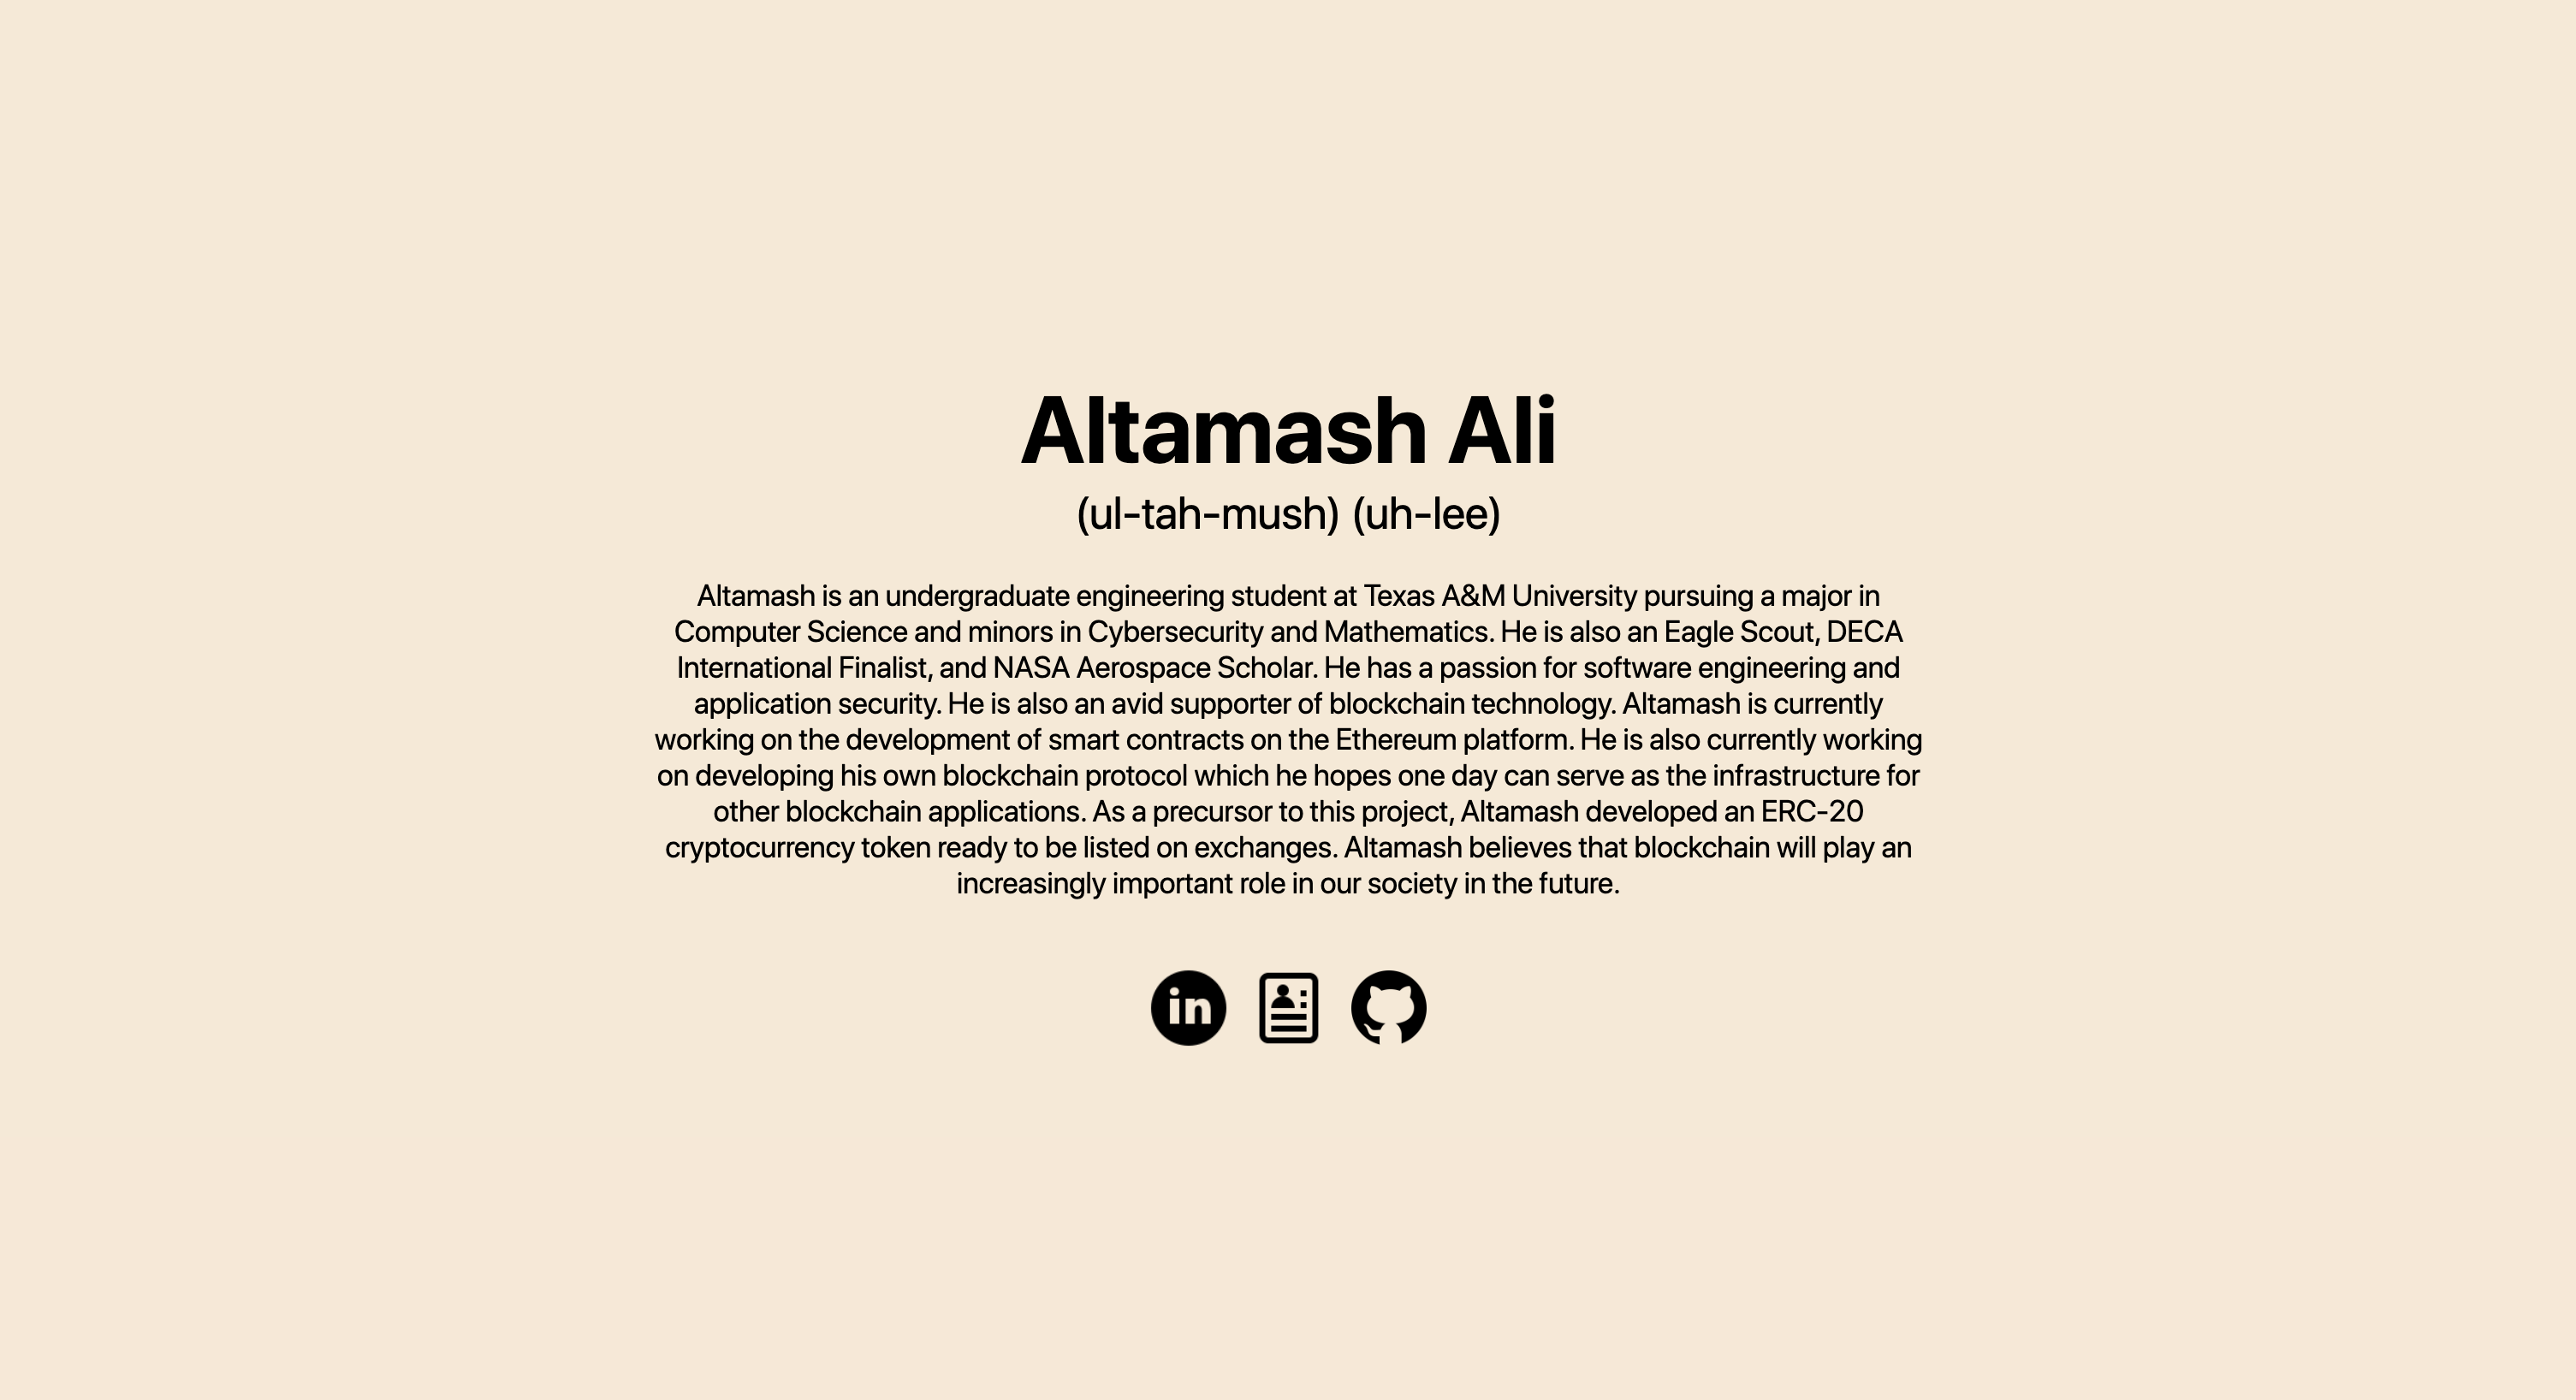 Altamash Ali
(ul-tah-mush) (uh-lee)
Altamash is an undergraduate engineering student at Texas A&M University pursuing a major in
Computer Science and minors in Cybersecurity and Mathematics. He is also an Eagle Scout, DECA
International Finalist, and NASA Aerospace Scholar. He has a passion for software engineering and
application security. He is also an avid supporter of blockchain technology. Altamash is currently
working on the development of smart contracts on the Ethereum platform. He is also currently working
on developing his own blockchain protocol which he hopes one day can serve as the infrastructure for
other blockchain applications. As a precursor to this project, Altamash developed an ERC-20
cryptocurrency token ready to be listed on exchanges. Altamash believes that blockchain will play an
increasingly important role in our society in the future.
in